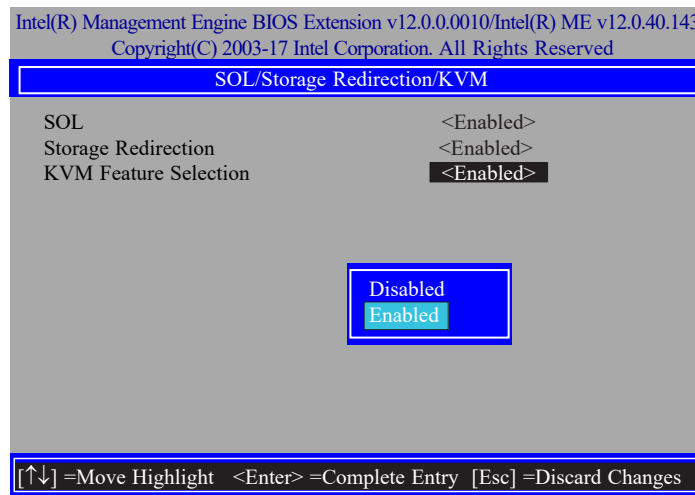 Intel(R) Management Engine BIOS Extension v12.0.0.0010/Intel(R) ME v12.0.40.143
Copyright(C) 2003-17 Intel Corporation. All Rights Reserved
SOL/Storage Redirection/KVM
SOL <Enabled>
Storage Redirection <Enabled>
KVM Feature Selection <Enabled>
Disabled
Enabled
[↑↓] =Move Highlight <Enter> =Complete Entry [Esc] =Discard Changes